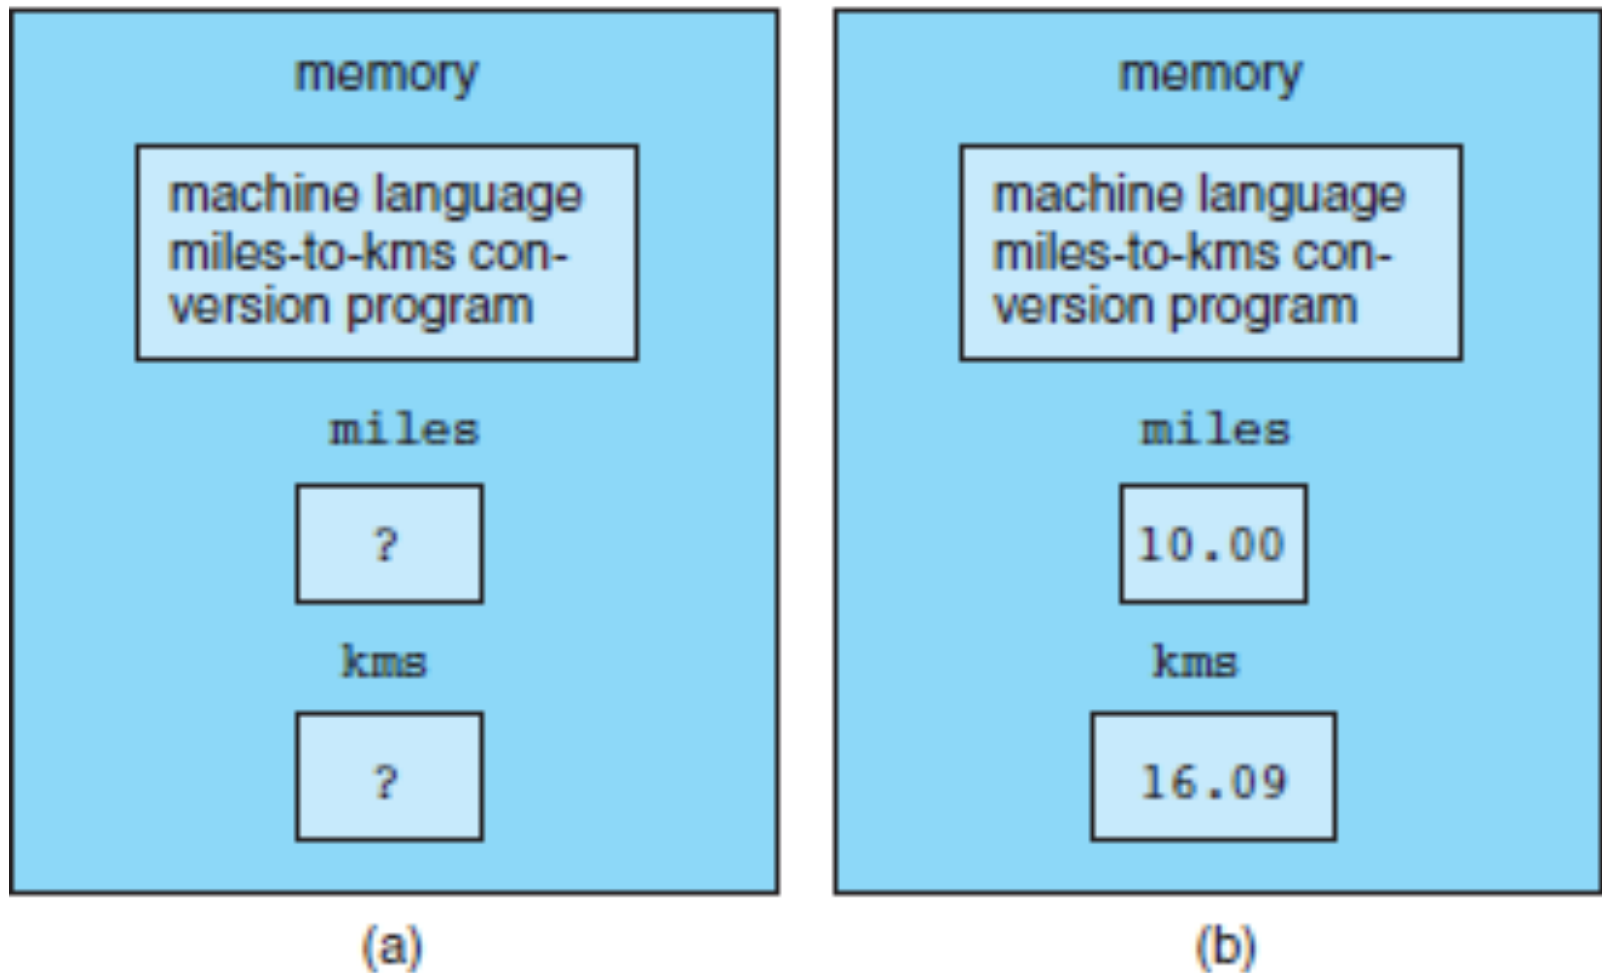 memory
machine language
miles-to-kms con-
version program
miles
?
kms
?
(a)
memory
machine language
miles-to-kms con-
version program
miles
10.00
kms
16.09
(b)